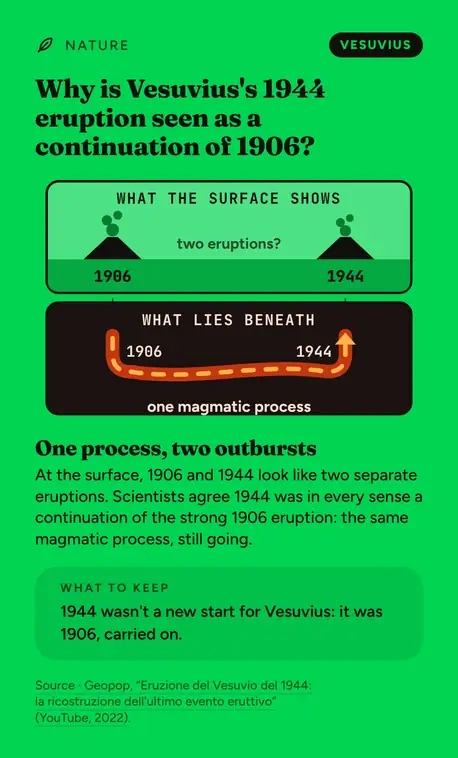 NATURE
VESUVIUS
Why is Vesuvius's 1944
eruption seen as a
continuation of 1906?
WHAT THE SURFACE SHOWS
two eruptions?
1906
1944
WHAT LIES BENEATH
1906
1944
one magmatic process
One process, two outbursts
At the surface, 1906 and 1944 look like two separate
eruptions. Scientists agree 1944 was in every sense a
continuation of the strong 1906 eruption: the same
magmatic process, still going.
WHAT TO KEEP
1944 wasn't a new start for Vesuvius: it was
1906, carried on.
Source · Geopop, "Eruzione del Vesuvio del 1944:
la ricostruzione dell'ultimo evento eruttivo"
(YouTube, 2022).